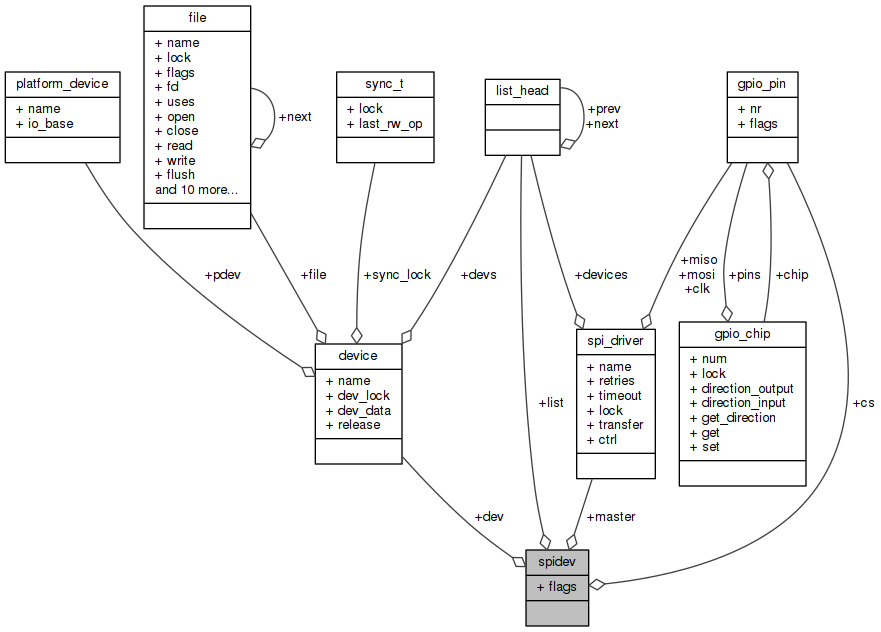 file
+ name
+ lock
+ flags
+ fd
+ uses
+ open
+ close
+ read
+ write
+ flush
and 10 more...
+next
platform_device
+ name
+ io_base
sync_t
+ lock
+ last_rw_op
list_head
+prev
+next
gpio_pin
+ nr
+ flags
+pdev
+file
+sync_lock
+devs
+devices
+miso
+mosi
+clk
+pins
+chip
device
+ name
+ dev_lock
+ dev_data
+ release
spi_driver
+ name
+ retries
+ timeout
+ lock
+ transfer
+ ctrl
gpio_chip
+ num
+ lock
+ direction_output
+ direction_input
+ get_direction
+ get
+ set
+list
+cs
+dev
+master
spidev
+ flags